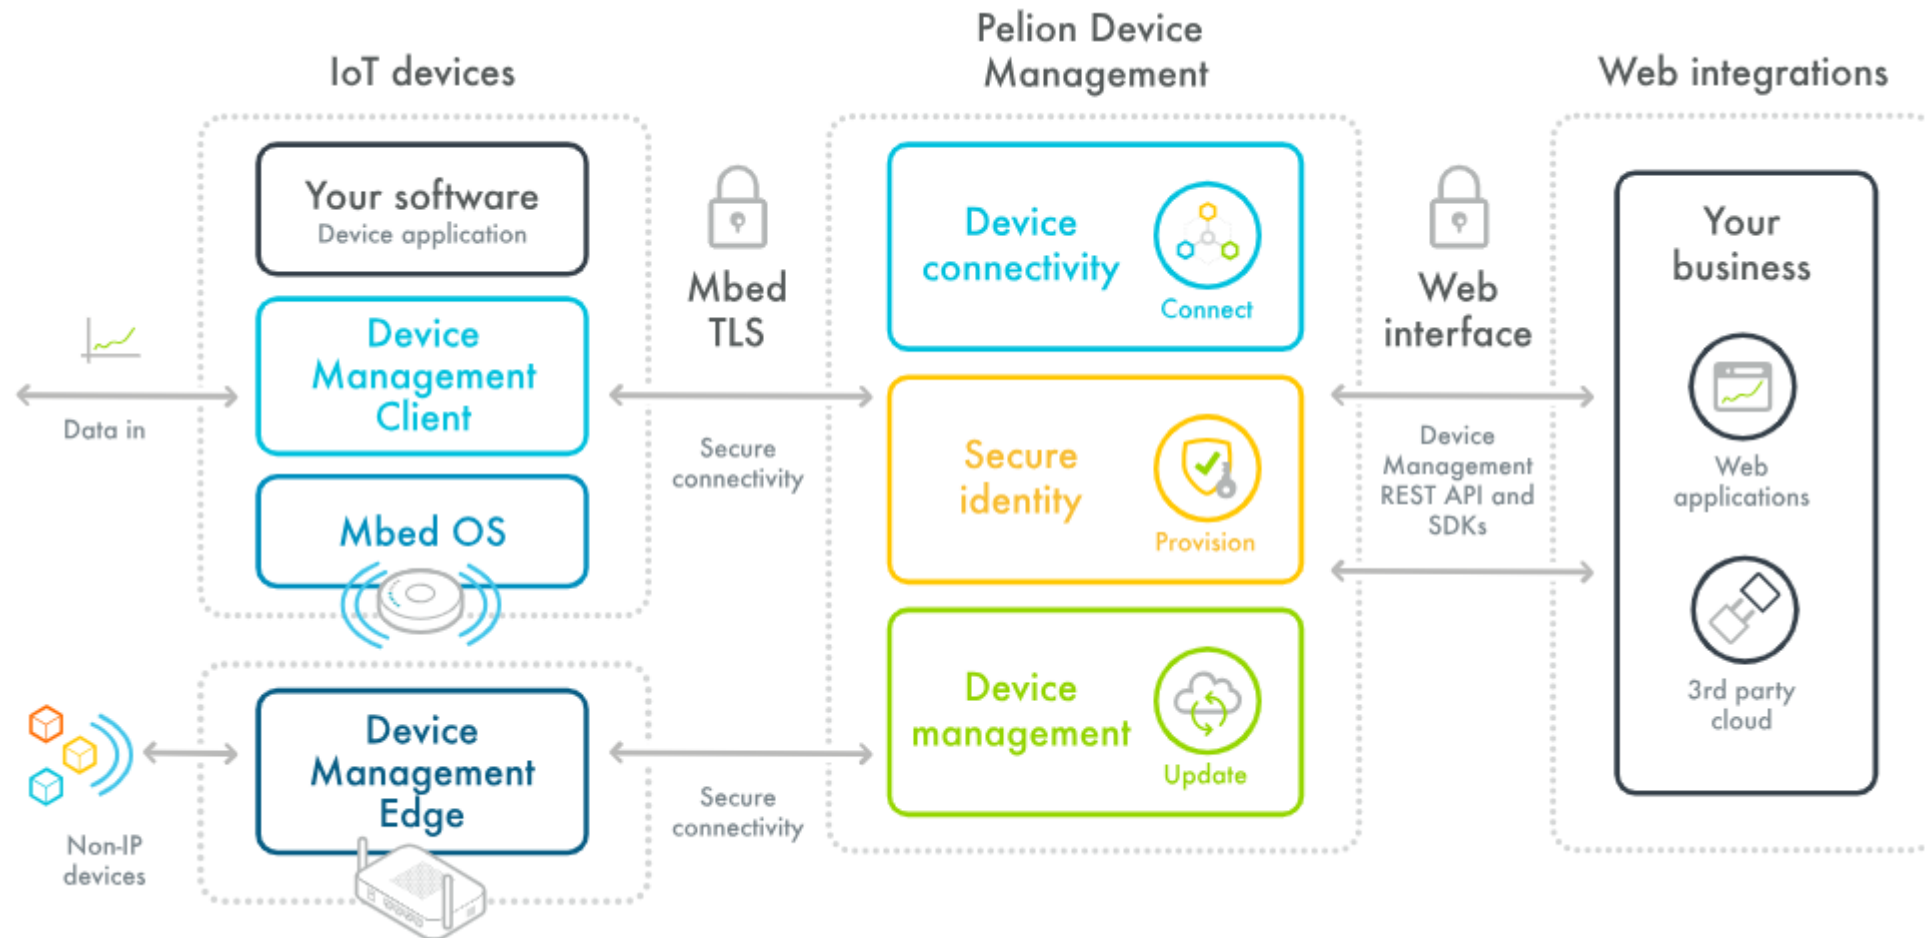 IoT devices
Your software
Device application
Device
Management
Client
Mbed OS
Data in
Device
Management
Edge
Non-IP
devices
Mbed
TLS
Secure
connectivity
Secure
connectivity
Pelion Device
Management
Device
connectivity
Connect
Secure
identity
Provision
Device
management
Update
Web
interface
Device
Management
REST API and
SDKs
Web integrations
Your
business
Web
applications
3rd party
cloud